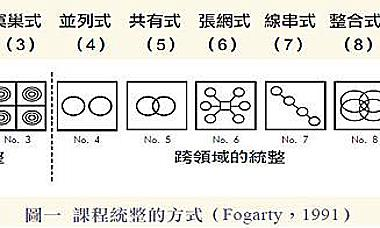 巢式 並列式 共有式 張網式 線串式 整合式
(3) (4) (5) (6) (7) (8)
No. 3 No. 4 No. 5 No. 6 No. 7 No. 8
整 跨領域的統整
圖一 課程統整的方式（Fogarty，1991）